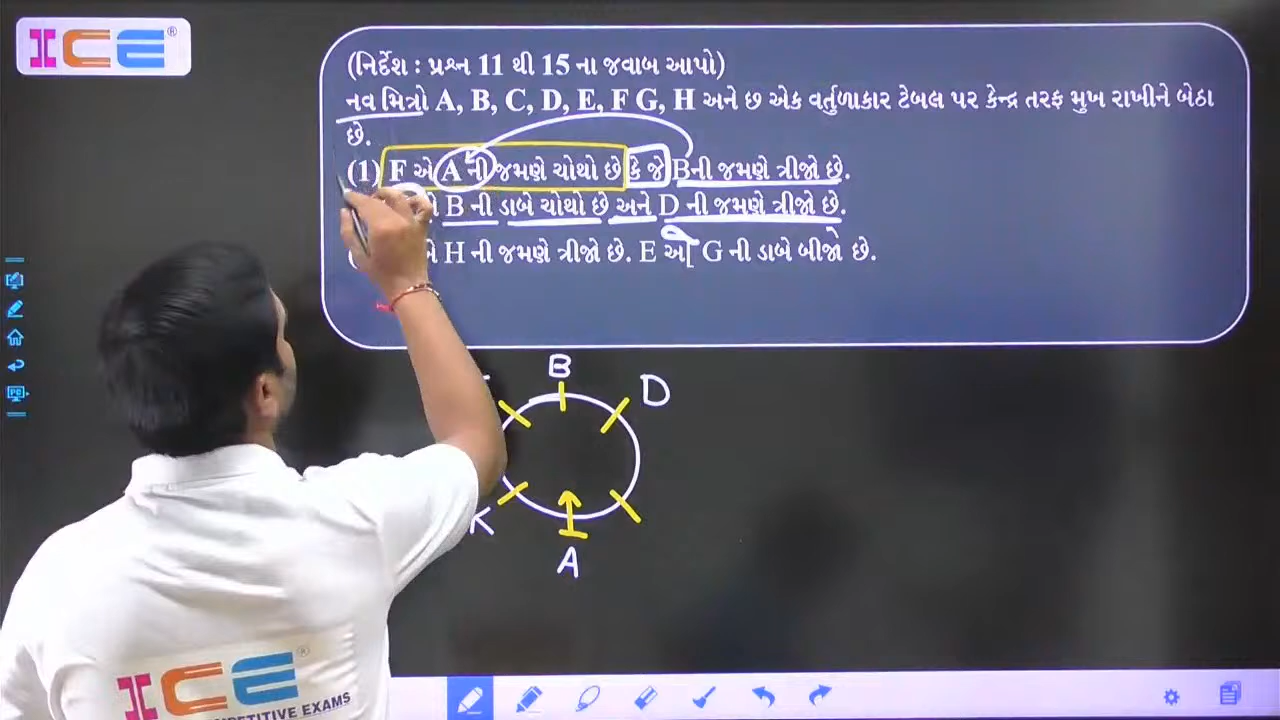 ICE®
(નિર્દેશ : પ્રશ્ન 11 થી 15 ના જવાબ આપો)
નવ મિત્રો A, B, C, D, E, F G, H અને છ એક વર્તુળાકાર ટેબલ પર કેન્દ્ર તરફ મુખ રાખીને બેઠા
છે.
(1) F એ A ની જમણે ચોથો છે કે જે B ની જમણે ત્રીજો છે.
B ની ડાબે ચોથો છે અને D ની જમણે ત્રીજો છે.
H ની જમણે ત્રીજો છે. E G ની ડાબે બીજો છે.
B
D
K
A
ICE®
EXAMS